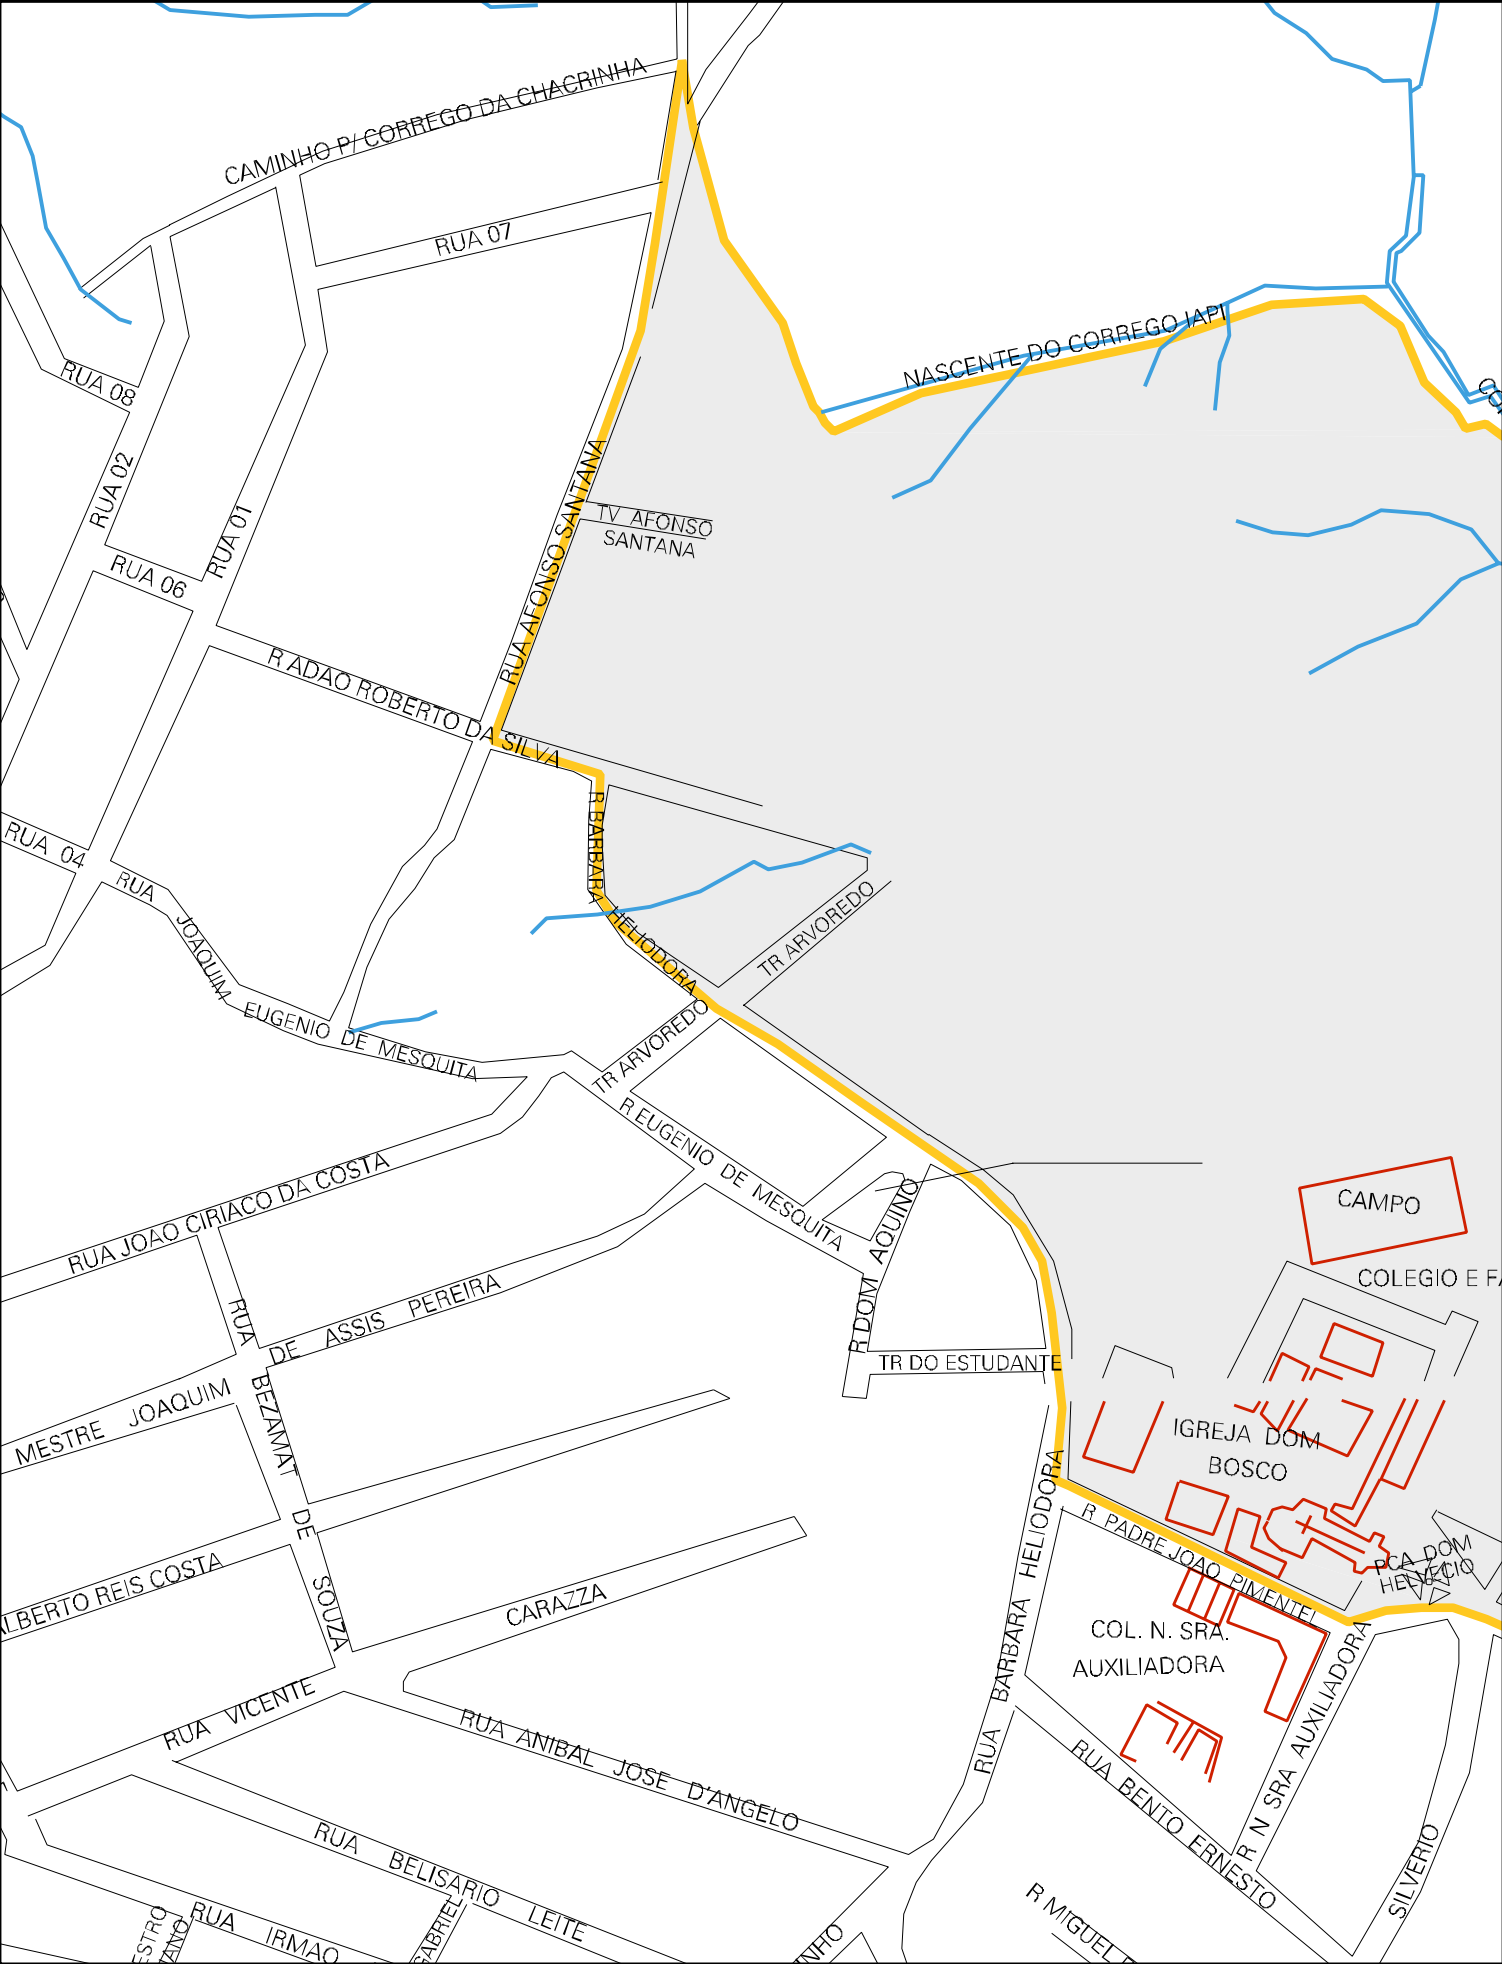 CAMINHO P/ CORREGO DA CHACRINHA
RUA 07
NASCENTE DO CORREGO IAPI
RUA 08
RUA 02
RUA 01
RUA 06
RUA AFONSO SANTANA
TV AFONSO
SANTANA
R ADAO ROBERTO DA SILVA
R BARBARA HELIODORA
RUA 04
RUA JOAQUIM EUGENIO DE MESQUITA
TR ARVOREDO
TR ARVOREDO
R EUGENIO DE MESQUITA
RUA JOAO CIRIACO DA COSTA
R DOM AQUINO
CAMPO
COLEGIO E FA
TR DO ESTUDANTE
RUA BEZAMAT DE SOUZA
MESTRE JOAQUIM DE ASSIS PEREIRA
IGREJA DOM
BOSCO
R PADRE JOAO PIMENTEL
PCA DOM
HELVECIO
ALBERTO REIS COSTA
RUA VICENTE CARAZZA
COL. N. SRA.
AUXILIADORA
RUA BARBARA HELIODORA
R N SRA AUXILIADORA
RUA ANIBAL JOSE D'ANGELO
RUA BENTO ERNESTO
RUA BELISARIO LEITE
SILVERIO
R MIGUEL
RUA IRMAO
ESTRO
TANO
GABRIEL
INHO